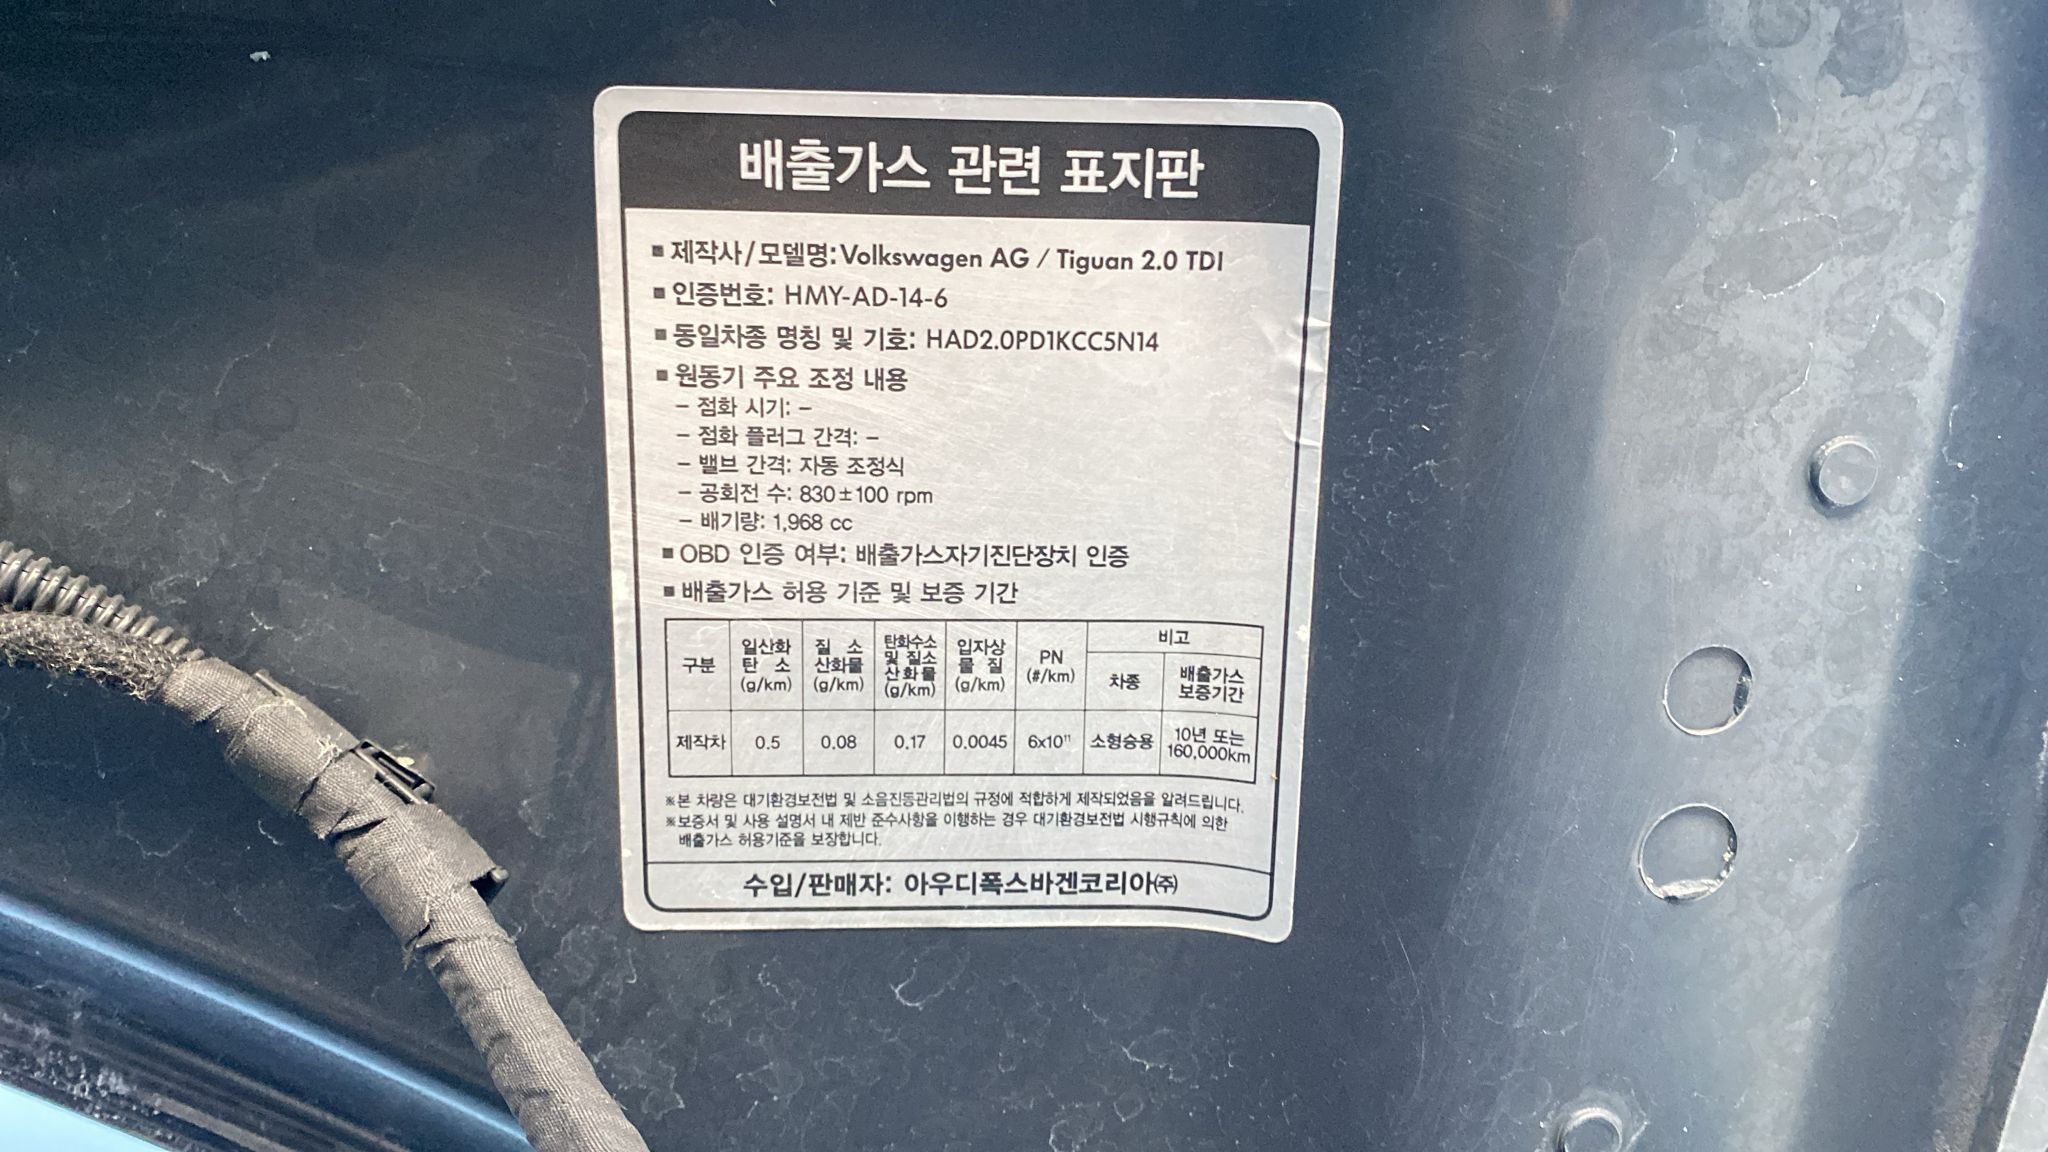 배출가스 관련 표지판
▪ 제작사/모델명: Volkswagen AG / Tiguan 2.0 TDI
▪ 인증번호: HMY-AD-14-6
▪ 동일차종 명칭 및 기호: HAD2.0PD1KCC5N14
▪ 원동기 주요 조정 내용
– 점화 시기: –
– 점화 플러그 간격: –
– 밸브 간격: 자동 조정식
– 공회전 수: 830±100 rpm
– 배기량: 1,968 cc
▪ OBD 인증 여부: 배출가스자기진단장치 인증
▪ 배출가스 허용 기준 및 보증 기간
구분
일산화
탄 소
(g/km)
질 소
산화물
(g/km)
탄화수소
및 질소
산화물
(g/km)
입자상
물 질
(g/km)
PN
(#/km)
비고
차종
배출가스
보증기간
제작차 0.5 0.08 0.17 0.0045 6x10¹¹ 소형승용
10년 또는
160,000km
※본 차량은 대기환경보전법 및 소음진동관리법의 규정에 적합하게 제작되었음을 알려드립니다.
※보증서 및 사용 설명서 내 제반 준수사항을 이행하는 경우 대기환경보전법 시행규칙에 의한
배출가스 허용기준을 보장합니다.
수입/판매자: 아우디폭스바겐코리아㈜